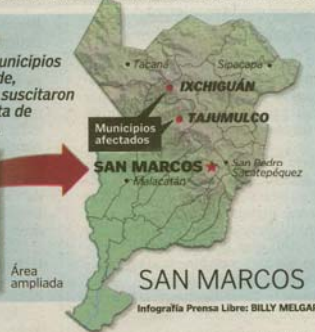 unicipios
de,
suscitaron
ta de
Tacaná
Sipacapa
IXCHIGUÁN
TAJUMULCO
Municipios
afectados
SAN MARCOS
San Pedro
Sacatepéquez
Malacatán
Área
ampliada
SAN MARCOS
Infografía Prensa Libre: BILLY MELGAR